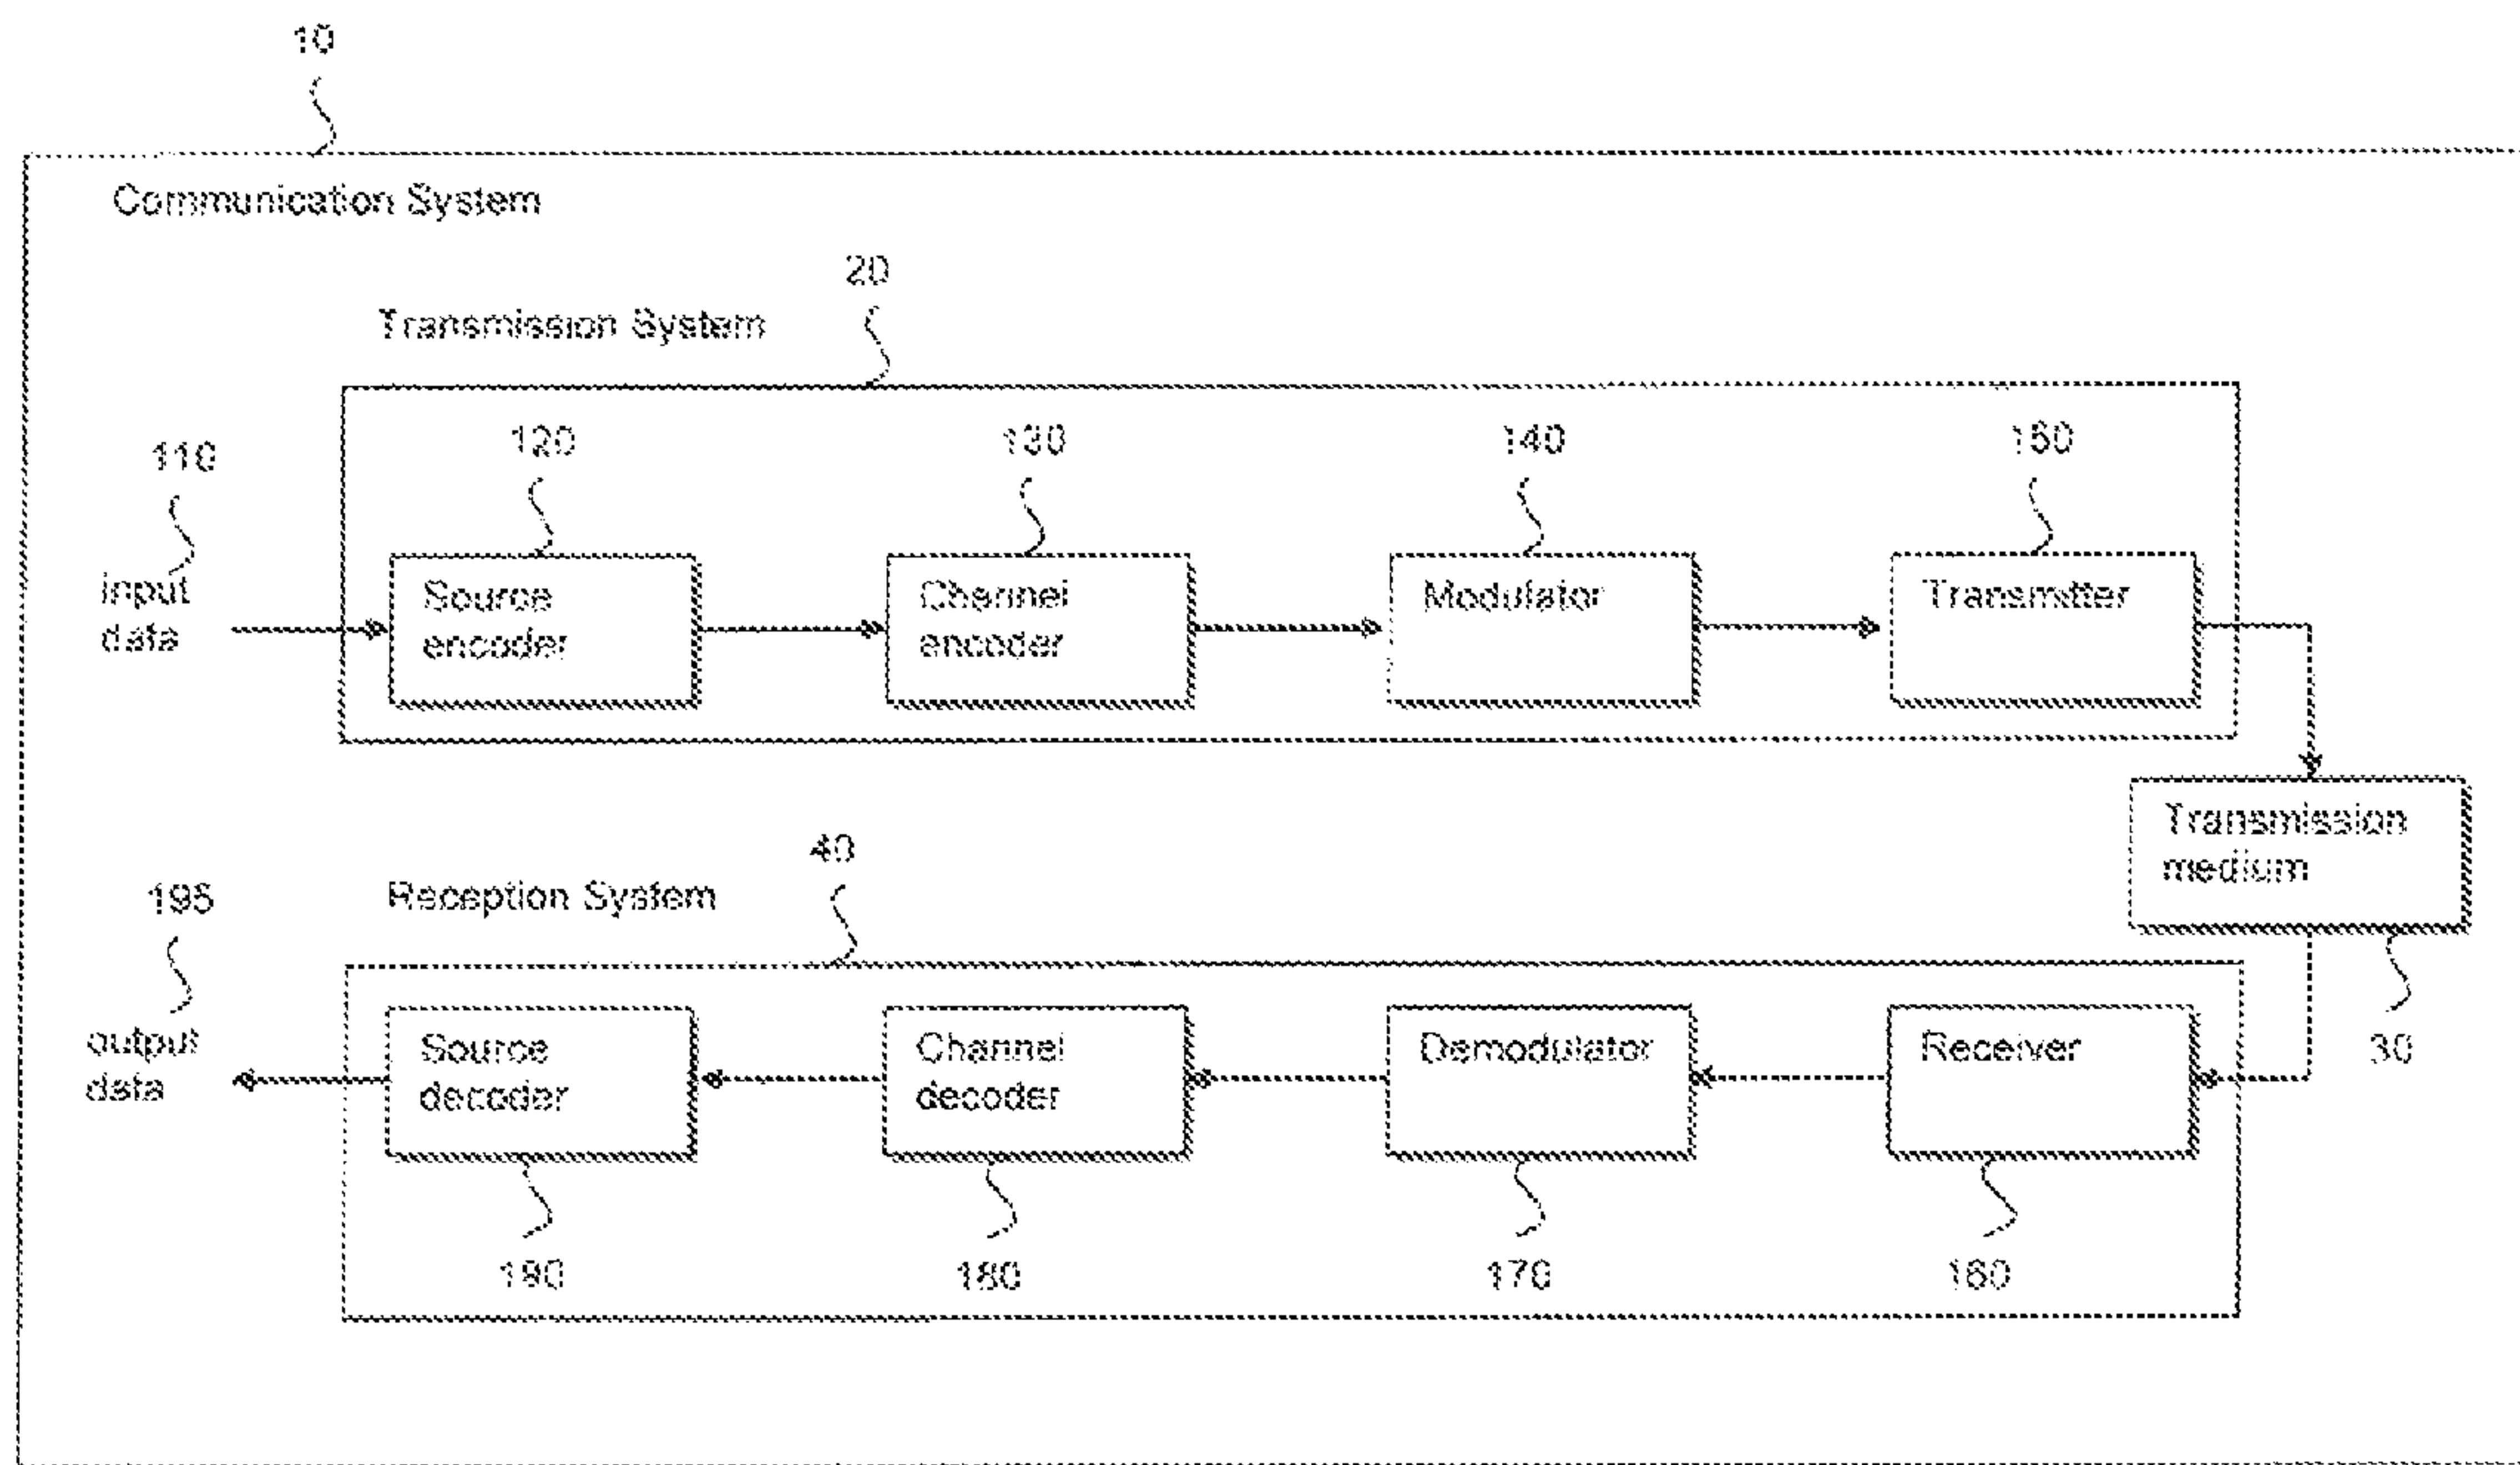 10
Communication System
20
Transmission System
110
120
130
140
150
input
data
Source
encoder
Channel
encoder
Modulator
Transmitter
Transmission
medium
30
40
Reception System
195
output
data
Source
decoder
Channel
decoder
Demodulator
Receiver
190
180
170
160